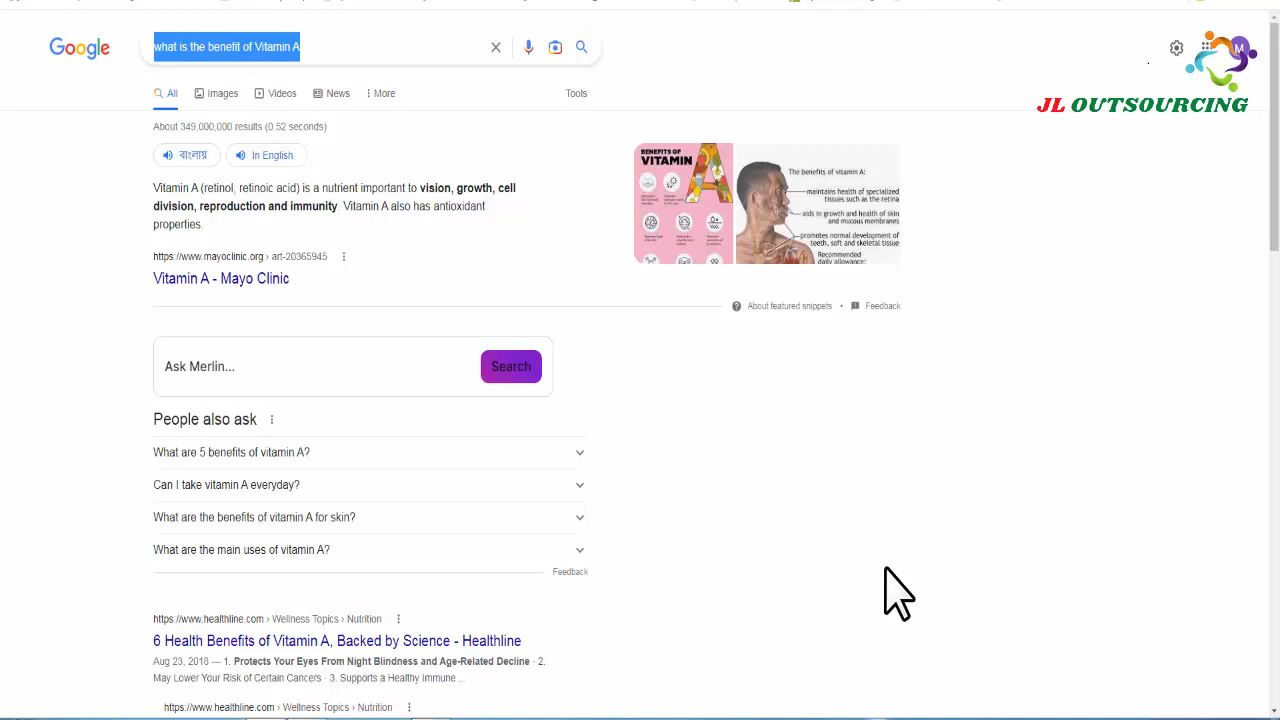 Google
what is the benefit of Vitamin A
M
JL OUTSOURCING
All
Images
Videos
News
More
Tools
About 349,000,000 results (0.52 seconds)
বাংলায়
In English
Vitamin A (retinol, retinoic acid) is a nutrient important to vision, growth, cell
division, reproduction and immunity. Vitamin A also has antioxidant
properties.
https://www.mayoclinic.org › art-20365945
Vitamin A - Mayo Clinic
BENEFITS OF
VITAMIN
A
The benefits of vitamin A:
maintains health of specialized
tissues such as the retina
aids in growth and health of skin
and mucous membranes
promotes normal development of
teeth, soft and skeletal tissue
Recommended
daily allowance:
About featured snippets
•
Feedback
Ask Merlin...
Search
People also ask
What are 5 benefits of vitamin A?
Can I take vitamin A everyday?
What are the benefits of vitamin A for skin?
What are the main uses of vitamin A?
Feedback
https://www.healthline.com › Wellness Topics › Nutrition
6 Health Benefits of Vitamin A, Backed by Science - Healthline
Aug 23, 2018 — 1. Protects Your Eyes From Night Blindness and Age-Related Decline · 2.
May Lower Your Risk of Certain Cancers · 3. Supports a Healthy Immune ...
https://www.healthline.com › Wellness Topics › Nutrition